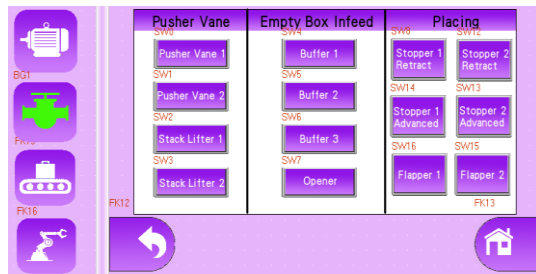 Pusher Vane
Empty Box Infeed
Placing
SW0
SW4
SW8
SW12
Pusher Vane 1
Buffer 1
Stopper 1
Retract
Stopper 2
Retract
BG1
SW1
SW5
SW14
SW13
Pusher Vane 2
Buffer 2
Stopper 1
Advanced
Stopper 2
Advanced
SW2
SW6
Stack Lifter 1
Buffer 3
SW16
SW15
SW3
SW7
Flapper 1
Flapper 2
Stack Lifter 2
Opener
FK12
FK13
FK16